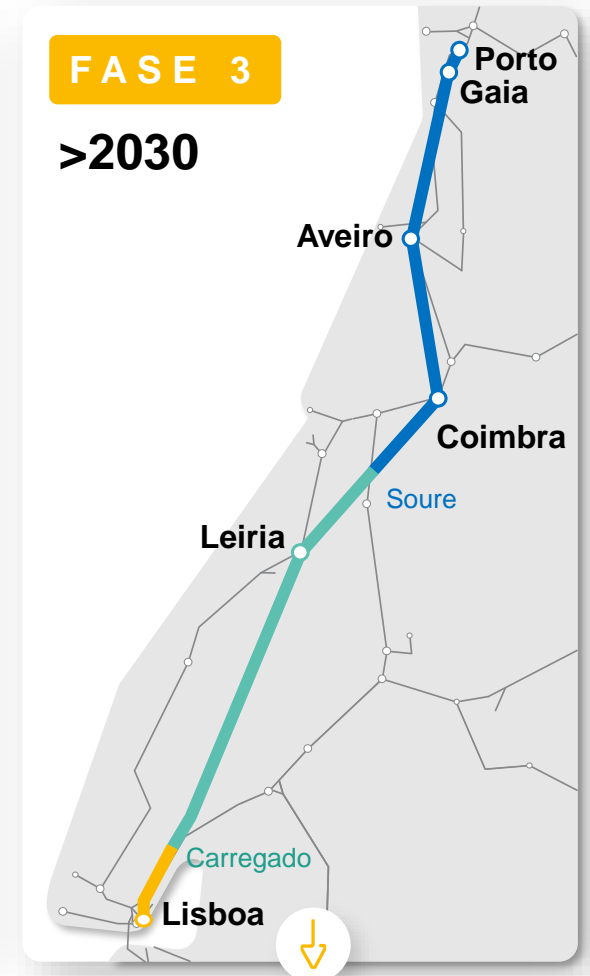 FASE 3
>2030
Porto
Gaia
Aveiro
Coimbra
Soure
Leiria
Carregado
Lisboa